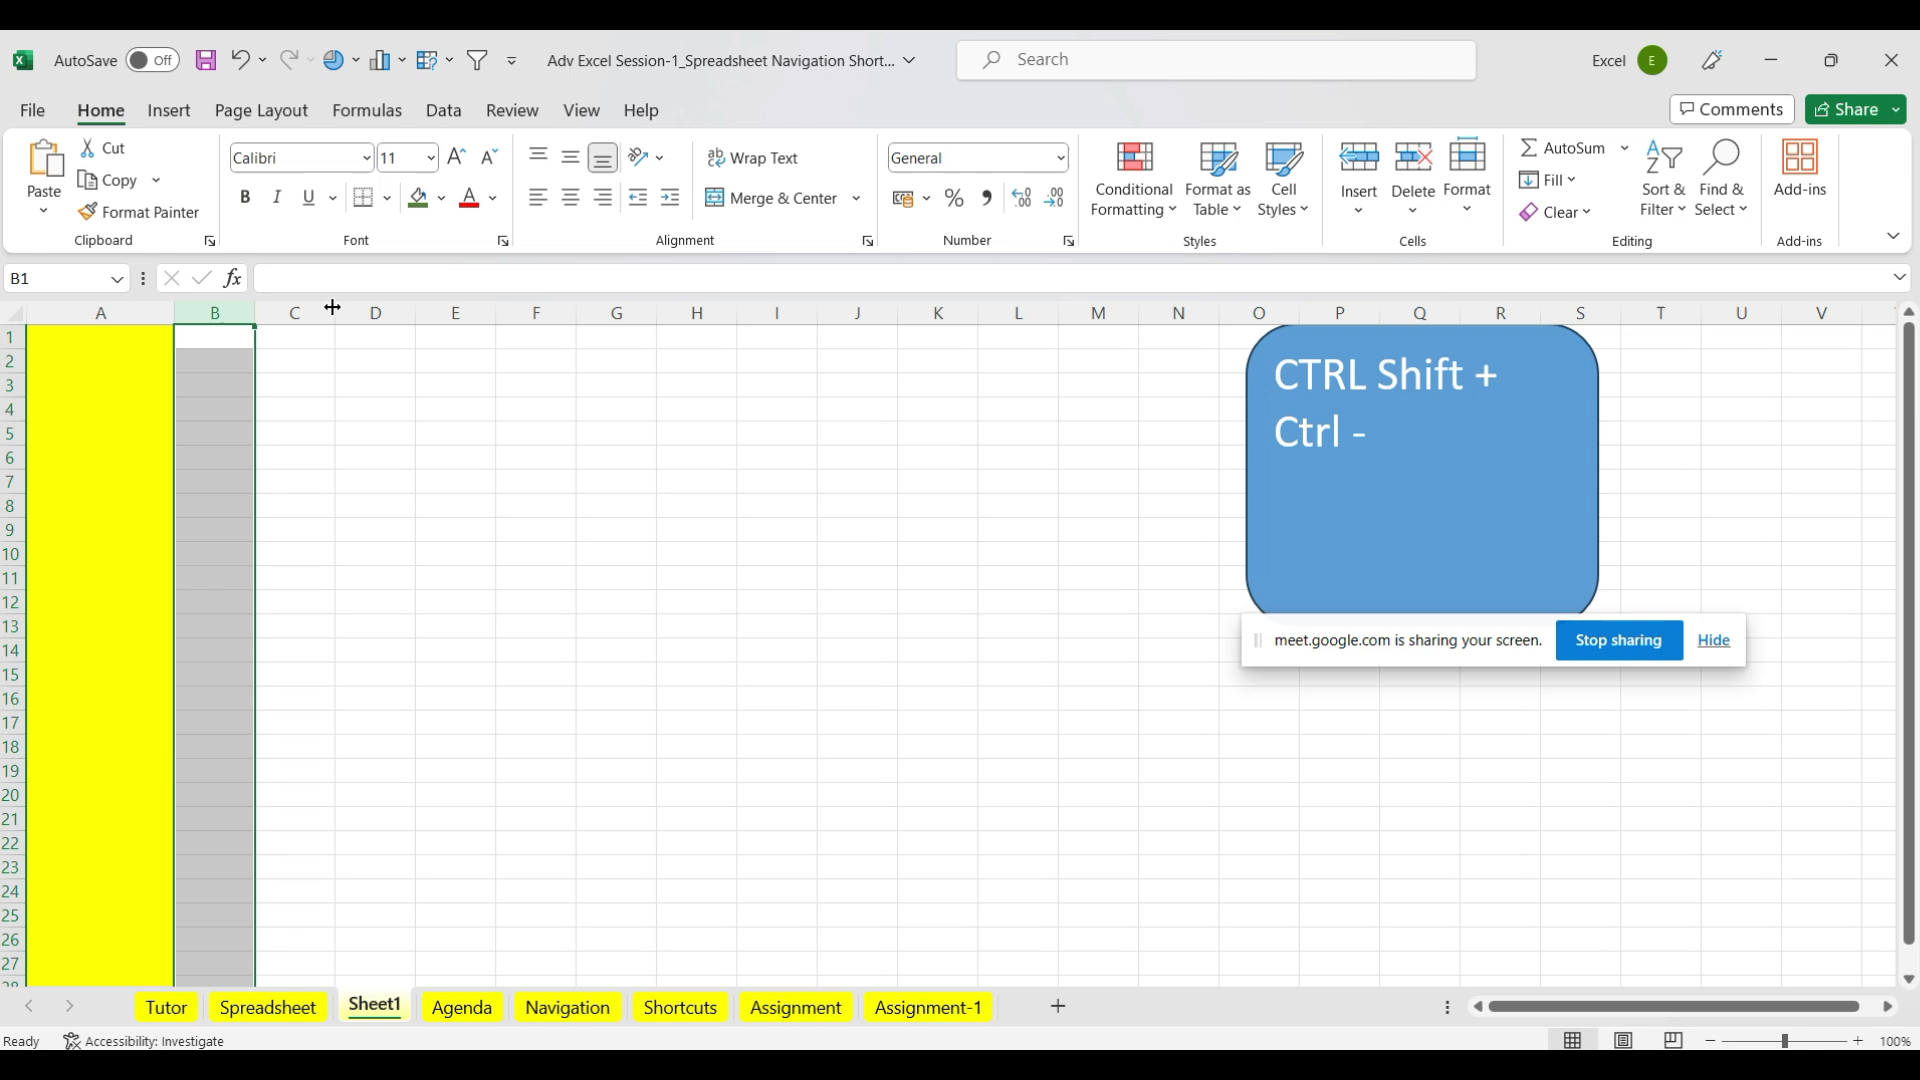 AutoSave Off Adv Excel Session-1_Spreadsheet Navigation Short... Search Excel E
File Home Insert Page Layout Formulas Data Review View Help Comments Share
Paste
Cut
Copy
Format Painter
Clipboard
Calibri 11
B I U A
Font
ab Wrap Text
Merge & Center
Alignment
General
% 9 .00
Number
Conditional Formatting
Format as Table
Cell Styles
Styles
Insert
Delete
Format
Cells
AutoSum
Fill
Clear
Sort & Filter
Find & Select
Editing
Add-ins
Add-ins
B1 fx
A B C D E F G H I J K L M N O P Q R S T U V
1
2
3
4
5
6
7
8
9
10
11
12
13
14
15
16
17
18
19
20
21
22
23
24
25
26
27
28
CTRL Shift +
Ctrl -
meet.google.com is sharing your screen. Stop sharing Hide
Tutor Spreadsheet Sheet1 Agenda Navigation Shortcuts Assignment Assignment-1 +
Ready Accessibility: Investigate - + 100%